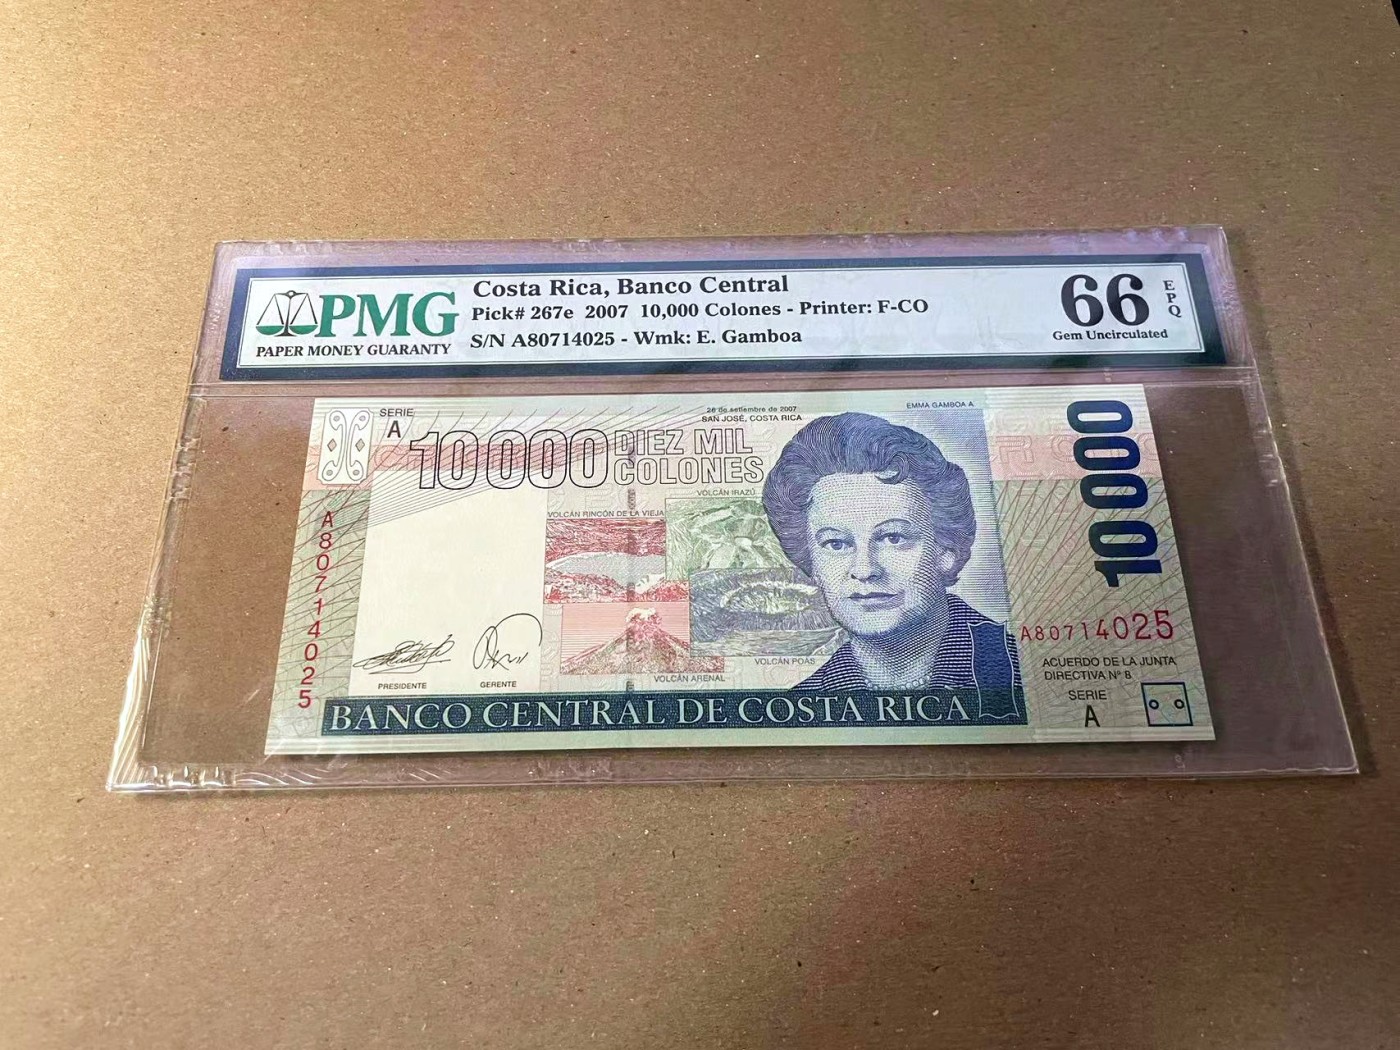 PMG
PAPER MONEY GUARANTY
Costa Rica, Banco Central
Pick# 267e 2007 10,000 Colones - Printer: F-CO
S/N A80714025 - Wmk: E. Gamboa
66
EPQ
Gem Uncirculated
SERIE
A
10000
DIEZ MIL
COLONES
26 de setiembre de 2007
SAN JOSÉ, COSTA RICA
EMMA GAMBOA A
10000
VOLCÁN IRAZÚ
VOLCÁN RINCÓN DE LA VIEJA
A80714025
VOLCÁN POÁS
VOLCÁN ARENAL
PRESIDENTE
GERENTE
A80714025
ACUERDO DE LA JUNTA
DIRECTIVA Nº 8
SERIE
A
BANCO CENTRAL DE COSTA RICA